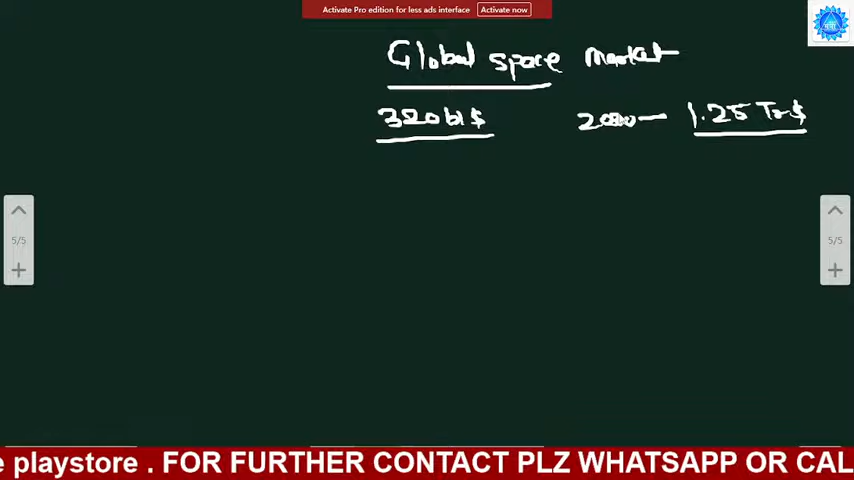 Activate Pro edition for less ads interface Activate now
Global space market
320 bl $ 1.25 Tr $
5/5 5/5
e playstore . FOR FURTHER CONTACT PLZ WHATSAPP OR CAL